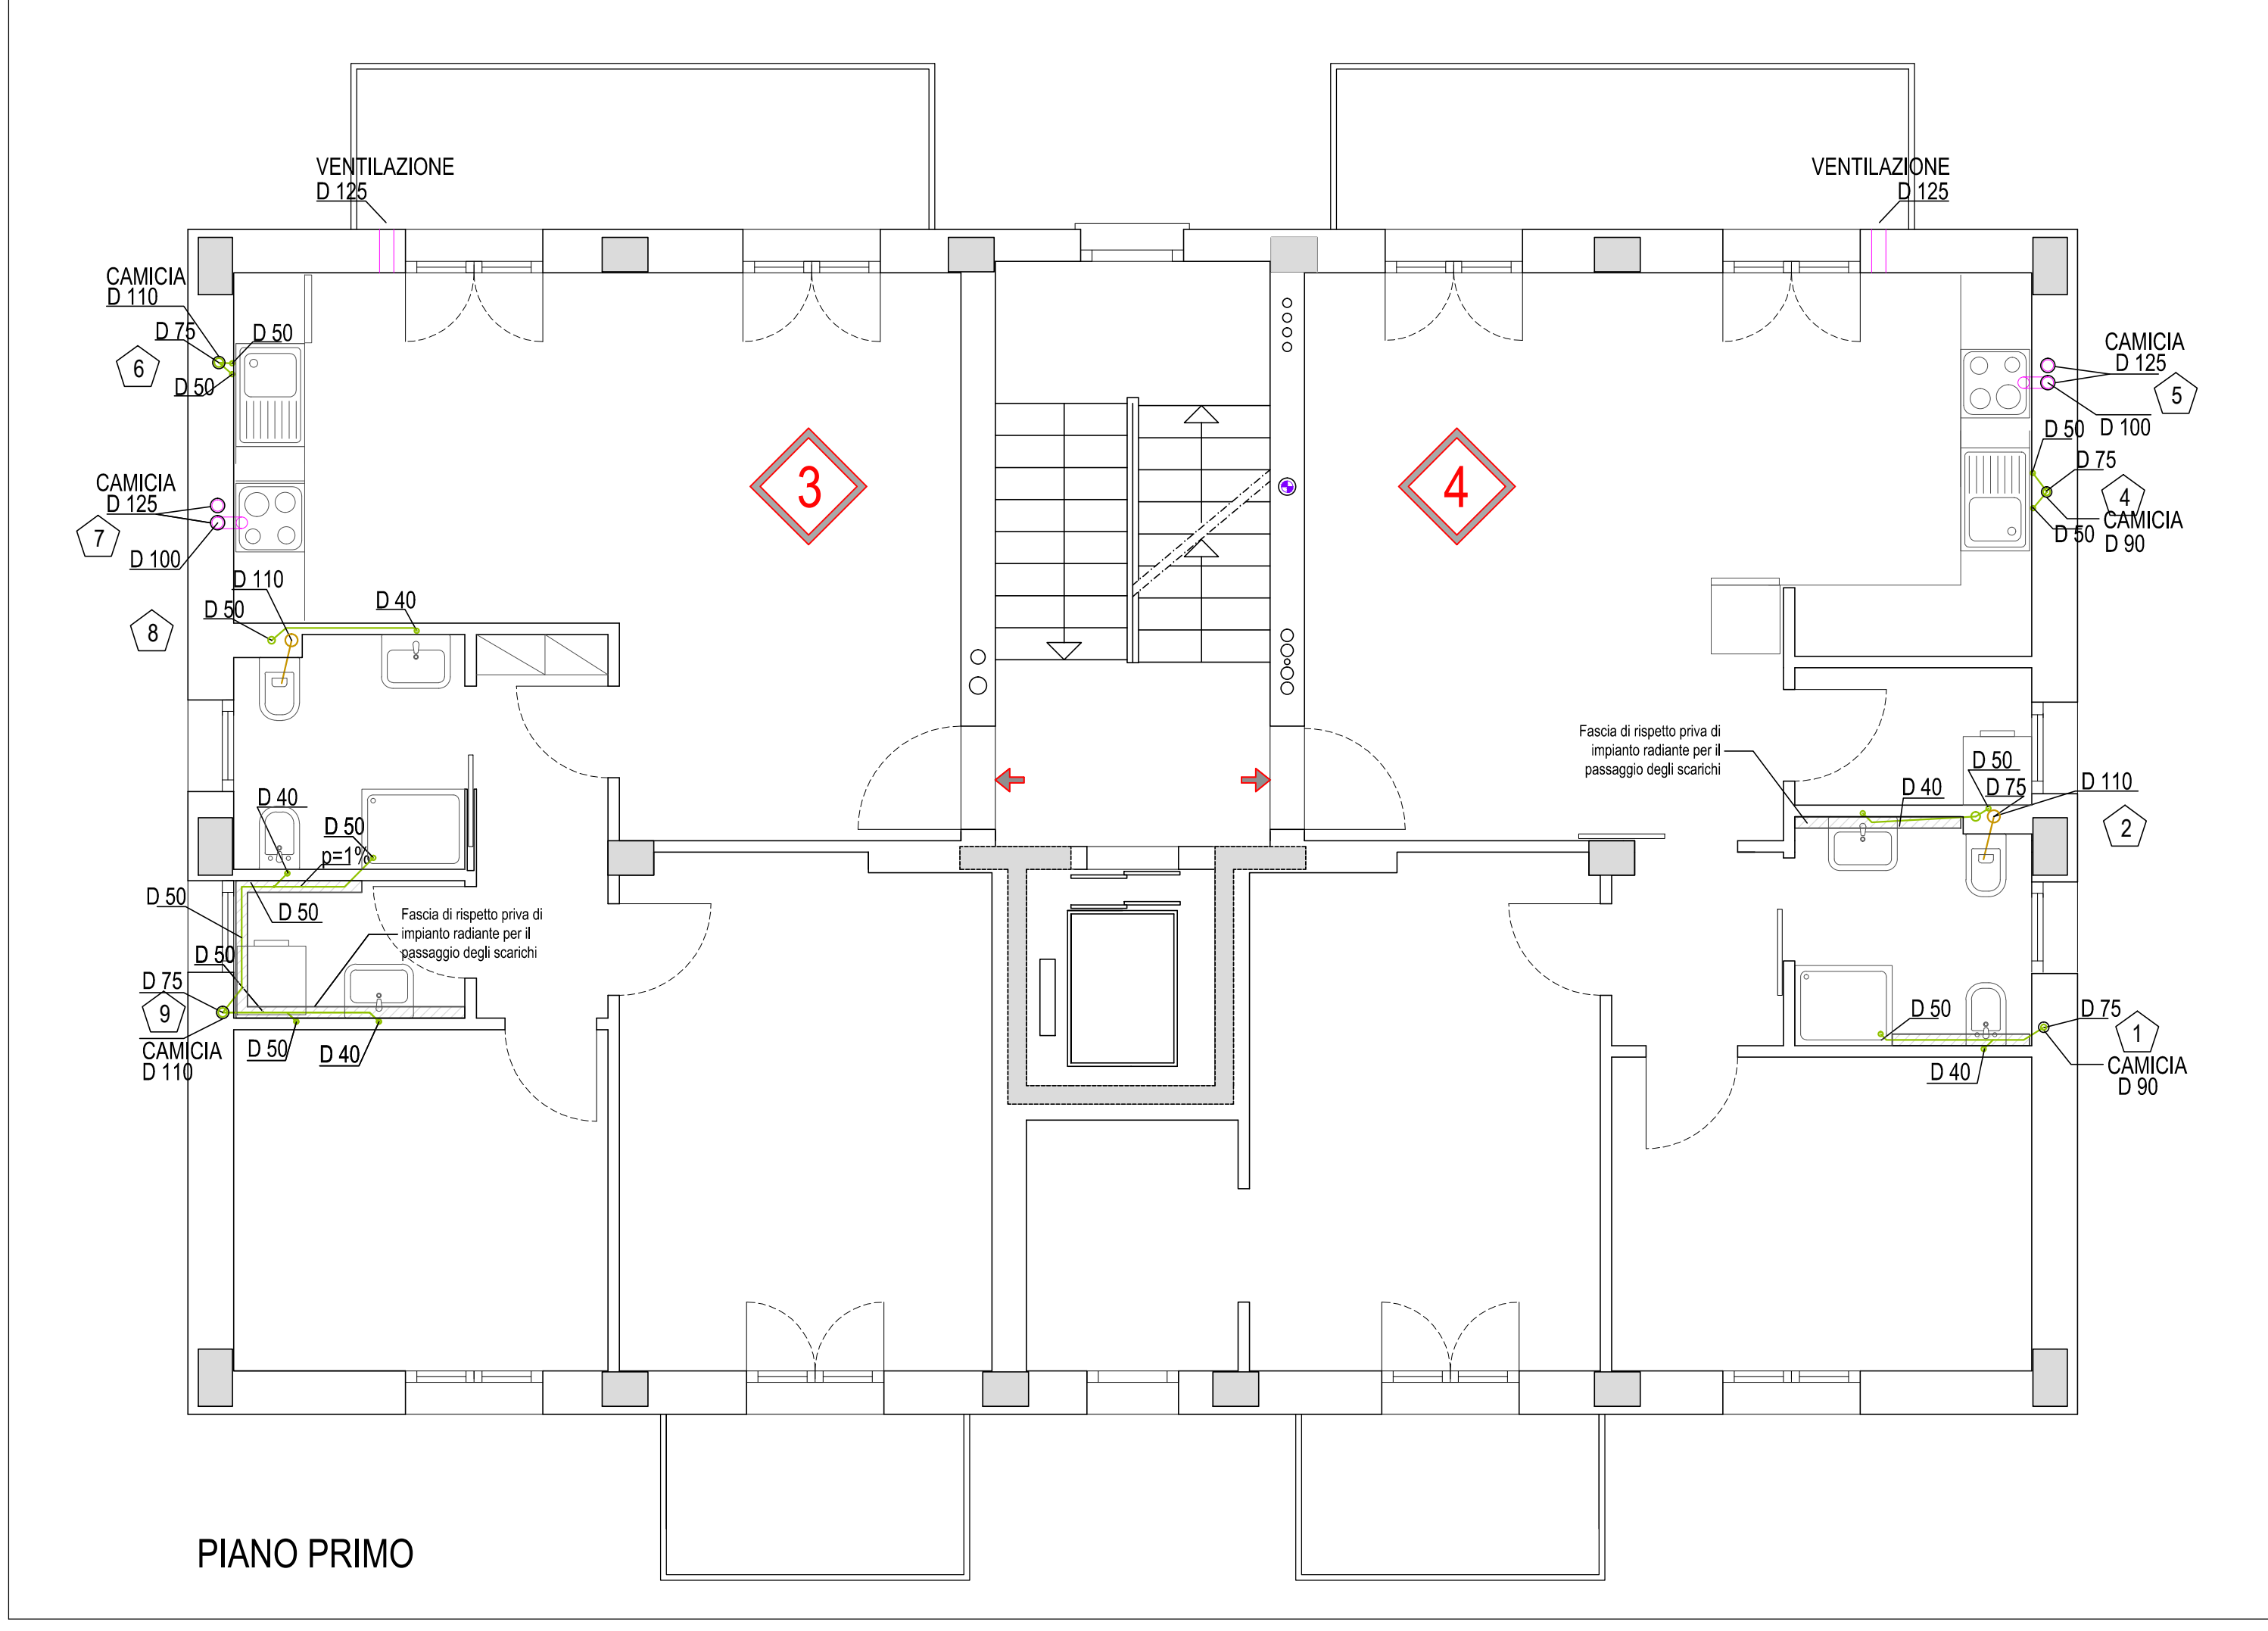 VENTILAZIONE
D 125
VENTILAZIONE
D 125
CAMICIA
D 110
D 75
D 50
6
D 50
CAMICIA
D 125
7
D 100
D 110
D 50
D 40
8
3
4
CAMICIA
D 125
5
D 100
D 50
D 75
4
CAMICIA
D 50
D 90
Fascia di rispetto priva di
impianto radiante per il
passaggio degli scarichi
D 50
D 40
D 75
D 110
2
D 40
D 50
p=1%
D 50
D 50
Fascia di rispetto priva di
impianto radiante per il
passaggio degli scarichi
D 50
D 75
9
CAMICIA
D 110
D 50
D 40
D 50
D 75
1
D 40
CAMICIA
D 90
PIANO PRIMO